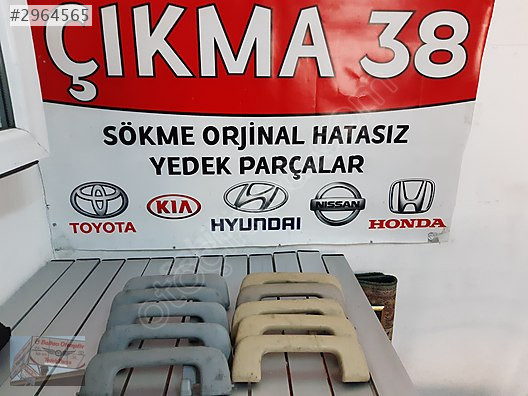 #2964565
ÇIKMA 38
SÖKME ORJİNAL HATASIZ
YEDEK PARÇALAR
TOYOTA KIA HYUNDAI NISSAN HONDA